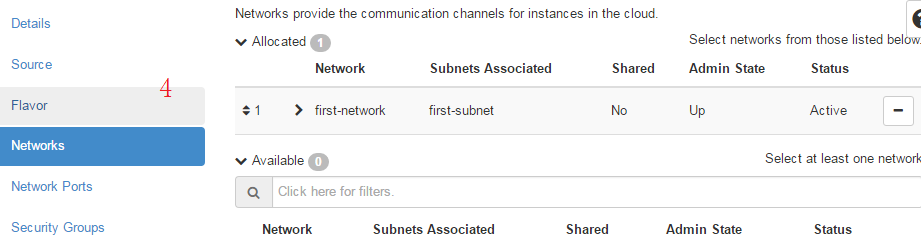 Details
Source
4
Flavor
Networks
Network Ports
Security Groups
Networks provide the communication channels for instances in the cloud.
Allocated 1 Select networks from those listed below.
Network Subnets Associated Shared Admin State Status
1 first-network first-subnet No Up Active
Available 0 Select at least one network
Click here for filters.
Network Subnets Associated Shared Admin State Status